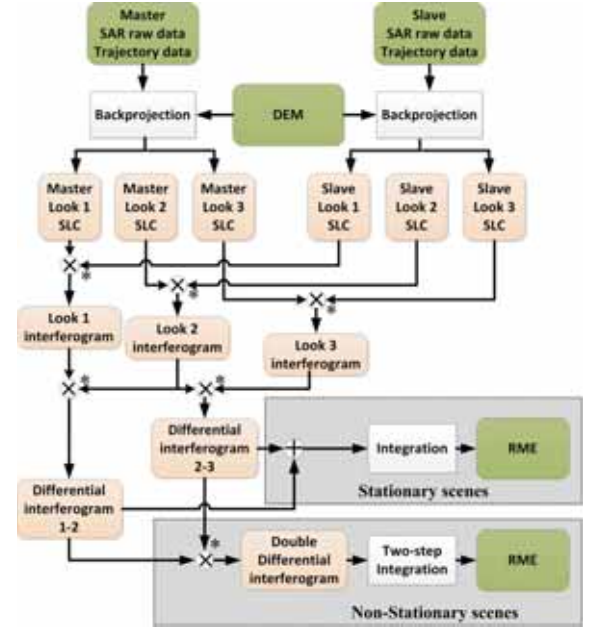 Master
SAR raw data
Trajectory data
Slave
SAR raw data
Trajectory data
Backprojection
DEM
Backprojection
Master
Look 1
SLC
Master
Look 2
SLC
Master
Look 3
SLC
Slave
Look 1
SLC
Slave
Look 2
SLC
Slave
Look 3
SLC
×
*
×
*
×
*
Look 1
interferogram
Look 2
interferogram
Look 3
interferogram
×
*
×
*
Differential
interferogram
2-3
+
Integration
RME
Stationary scenes
Differential
interferogram
1-2
×
*
Double
Differential
interferogram
Two-step
Integration
RME
Non-Stationary scenes